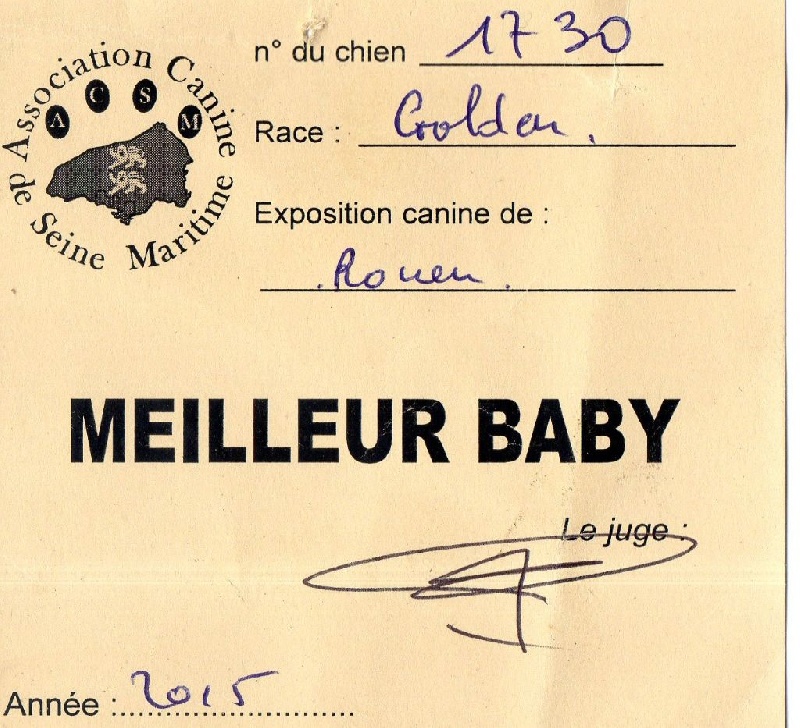 Association Canine
de Seine Maritime
A C S M
n° du chien 1730
Race : Golden.
Exposition canine de :
. Rouen .
MEILLEUR BABY
Le juge :
Année :..2015..........